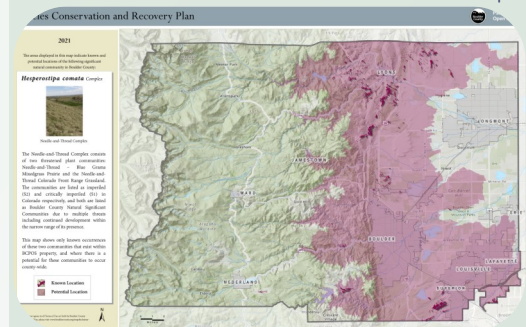 ies Conservation and Recovery Plan
2021
The areas displayed in this map indicate known and
potential locations of the following significant
natural community in Boulder County:
Hesperostipa comata Complex
Needle-and-Thread Complex
The Needle-and-Thread Complex consists
of two threatened plant communities:
Needle-and-Thread - Blue Grama
Mixedgrass Prairie and the Needle-and-
Thread Colorado Front Range Grassland.
The communities are listed as imperiled
(S2) and critically imperiled (S1) in
Colorado respectively, and both are listed
as Boulder County Natural Significant
Communities due to multiple threats
including continued development within
the narrow range of its presence.
This map shows only known occurrences
of these two communities that exist within
BCPOS property, and where there is a
potential for these communities to occur
county-wide.
Known Location
Potential Location
LYONS
LONGMONT
JAMESTOWN
WARD
BOULDER
NEDERLAND
LAFAYETTE
LOUISVILLE
SUPERIOR